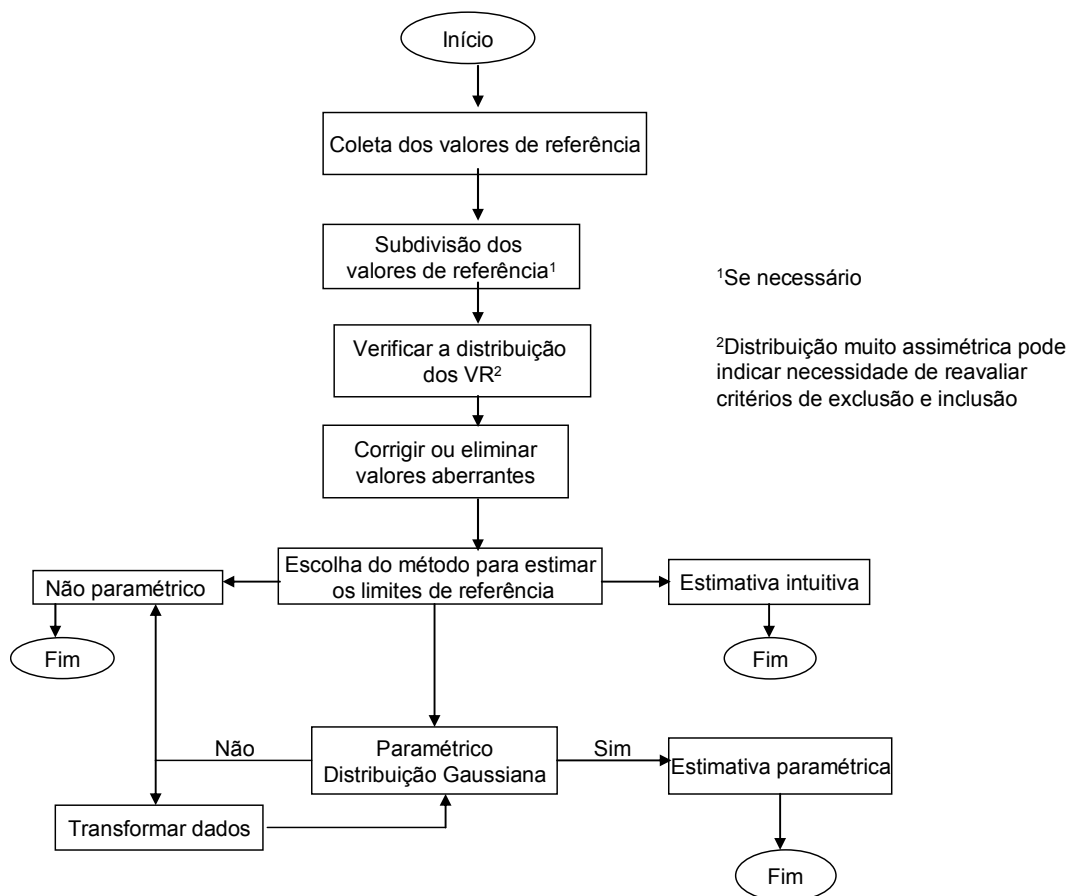 Início
Coleta dos valores de referência
Subdivisão dos
valores de referência¹
¹Se necessário
Verificar a distribuição
dos VR²
²Distribuição muito assimétrica pode
indicar necessidade de reavaliar
critérios de exclusão e inclusão
Corrigir ou eliminar
valores aberrantes
Escolha do método para estimar
os limites de referência
Não paramétrico
Estimativa intuitiva
Fim
Fim
Não
Paramétrico
Distribuição Gaussiana
Sim
Estimativa paramétrica
Transformar dados
Fim